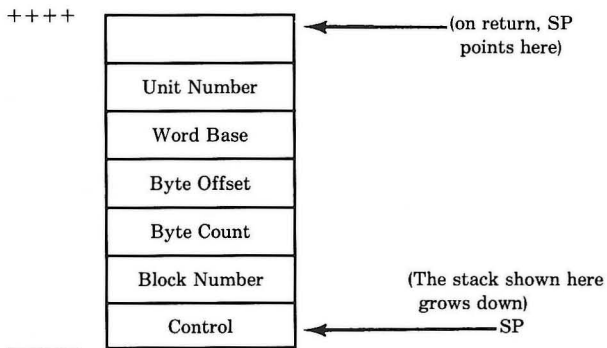 ++++
(on return, SP
points here)
Unit Number
Word Base
Byte Offset
Byte Count
Block Number
(The stack shown here
grows down)
Control
SP